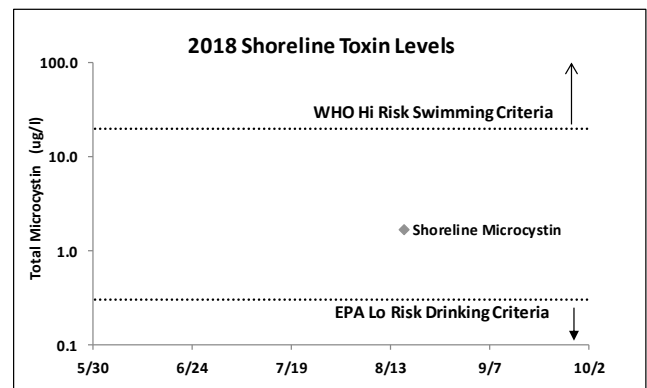 2018 Shoreline Toxin Levels
100.0
WHO Hi Risk Swimming Criteria
10.0
Total Microcystin (ug/l)
Shoreline Microcystin
1.0
EPA Lo Risk Drinking Criteria
0.1
5/30 6/24 7/19 8/13 9/7 10/2